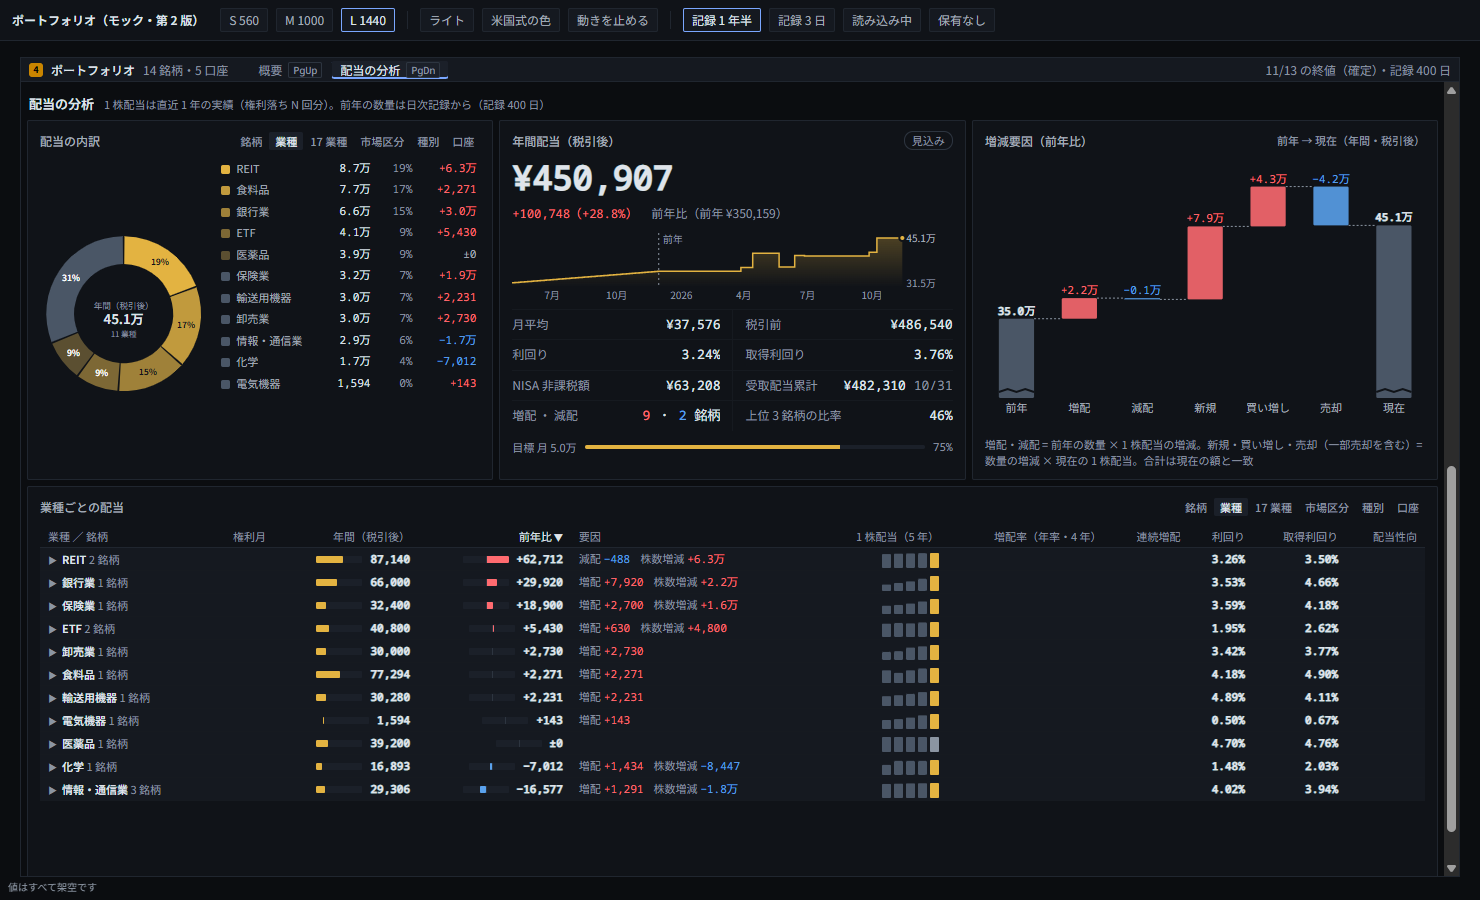 ポートフォリオ（モック・第２版） S 560 M 1000 L 1440 ライト 米国式の色 動きを止める 記録１年半 記録３日 読み込み中 保有なし
4 ポートフォリオ 14 銘柄・5 口座 概要 PgUp 配当の分析 PgDn 11/13 の終値（確定）・記録 400 日
配当の分析 1 株配当は直近 1 年の実績（権利落ち N 回分）。前年の数量は日次記録から（記録 400 日）
配当の内訳 銘柄 業種 17 業種 市場区分 種別 口座
REIT 8.7万 19% +6.3万
食料品 7.7万 17% +2,271
銀行業 6.6万 15% +3.0万
ETF 4.1万 9% +5,430
医薬品 3.9万 9% ±0
保険業 3.2万 7% +1.9万
輸送用機器 3.0万 7% +2,231
卸売業 3.0万 7% +2,730
情報・通信業 2.9万 6% −1.7万
化学 1.7万 4% −7,012
電気機器 1,594 0% +143
19%
17%
15%
9%
9%
31%
年間（税引後）
45.1万
11 業種
年間配当（税引後） 見込み
¥450,907
+100,748（+28.8%） 前年比（前年 ¥350,159）
前年 45.1万
31.5万
7月 10月 2026 4月 7月 10月
月平均 ¥37,576 税引前 ¥486,540
利回り 3.24% 取得利回り 3.76%
NISA 非課税額 ¥63,208 受取配当累計 ¥482,310 10/31
増配 ・ 減配 9 ・ 2 銘柄 上位 3 銘柄の比率 46%
目標 月 5.0万 75%
増減要因（前年比） 前年 → 現在（年間・税引後）
35.0万 +2.2万 −0.1万 +7.9万 +4.3万 −4.2万 45.1万
前年 増配 減配 新規 買い増し 売却 現在
増配・減配 = 前年の数量 × 1 株配当の増減。新規・買い増し・売却（一部売却を含む）=
数量の増減 × 現在の 1 株配当。合計は現在の額と一致
業種ごとの配当 銘柄 業種 17 業種 市場区分 種別 口座
業種 ／ 銘柄 権利月 年間（税引後） 前年比▼ 要因 1 株配当（5 年） 増配率（年率・4 年） 連続増配 利回り 取得利回り 配当性向
▶ REIT 2 銘柄 87,140 +62,712 減配 −488 株数増減 +6.3万 3.26% 3.50%
▶ 銀行業 1 銘柄 66,000 +29,920 増配 +7,920 株数増減 +2.2万 3.53% 4.66%
▶ 保険業 1 銘柄 32,400 +18,900 増配 +2,700 株数増減 +1.6万 3.59% 4.18%
▶ ETF 2 銘柄 40,800 +5,430 増配 +630 株数増減 +4,800 1.95% 2.62%
▶ 卸売業 1 銘柄 30,000 +2,730 増配 +2,730 3.42% 3.77%
▶ 食料品 1 銘柄 77,294 +2,271 増配 +2,271 4.18% 4.90%
▶ 輸送用機器 1 銘柄 30,280 +2,231 増配 +2,231 4.89% 4.11%
▶ 電気機器 1 銘柄 1,594 +143 増配 +143 0.50% 0.67%
▶ 医薬品 1 銘柄 39,200 ±0 4.70% 4.76%
▶ 化学 1 銘柄 16,893 −7,012 増配 +1,434 株数増減 −8,447 1.48% 2.03%
▶ 情報・通信業 3 銘柄 29,306 −16,577 増配 +1,291 株数増減 −1.8万 4.02% 3.94%
値はすべて架空です